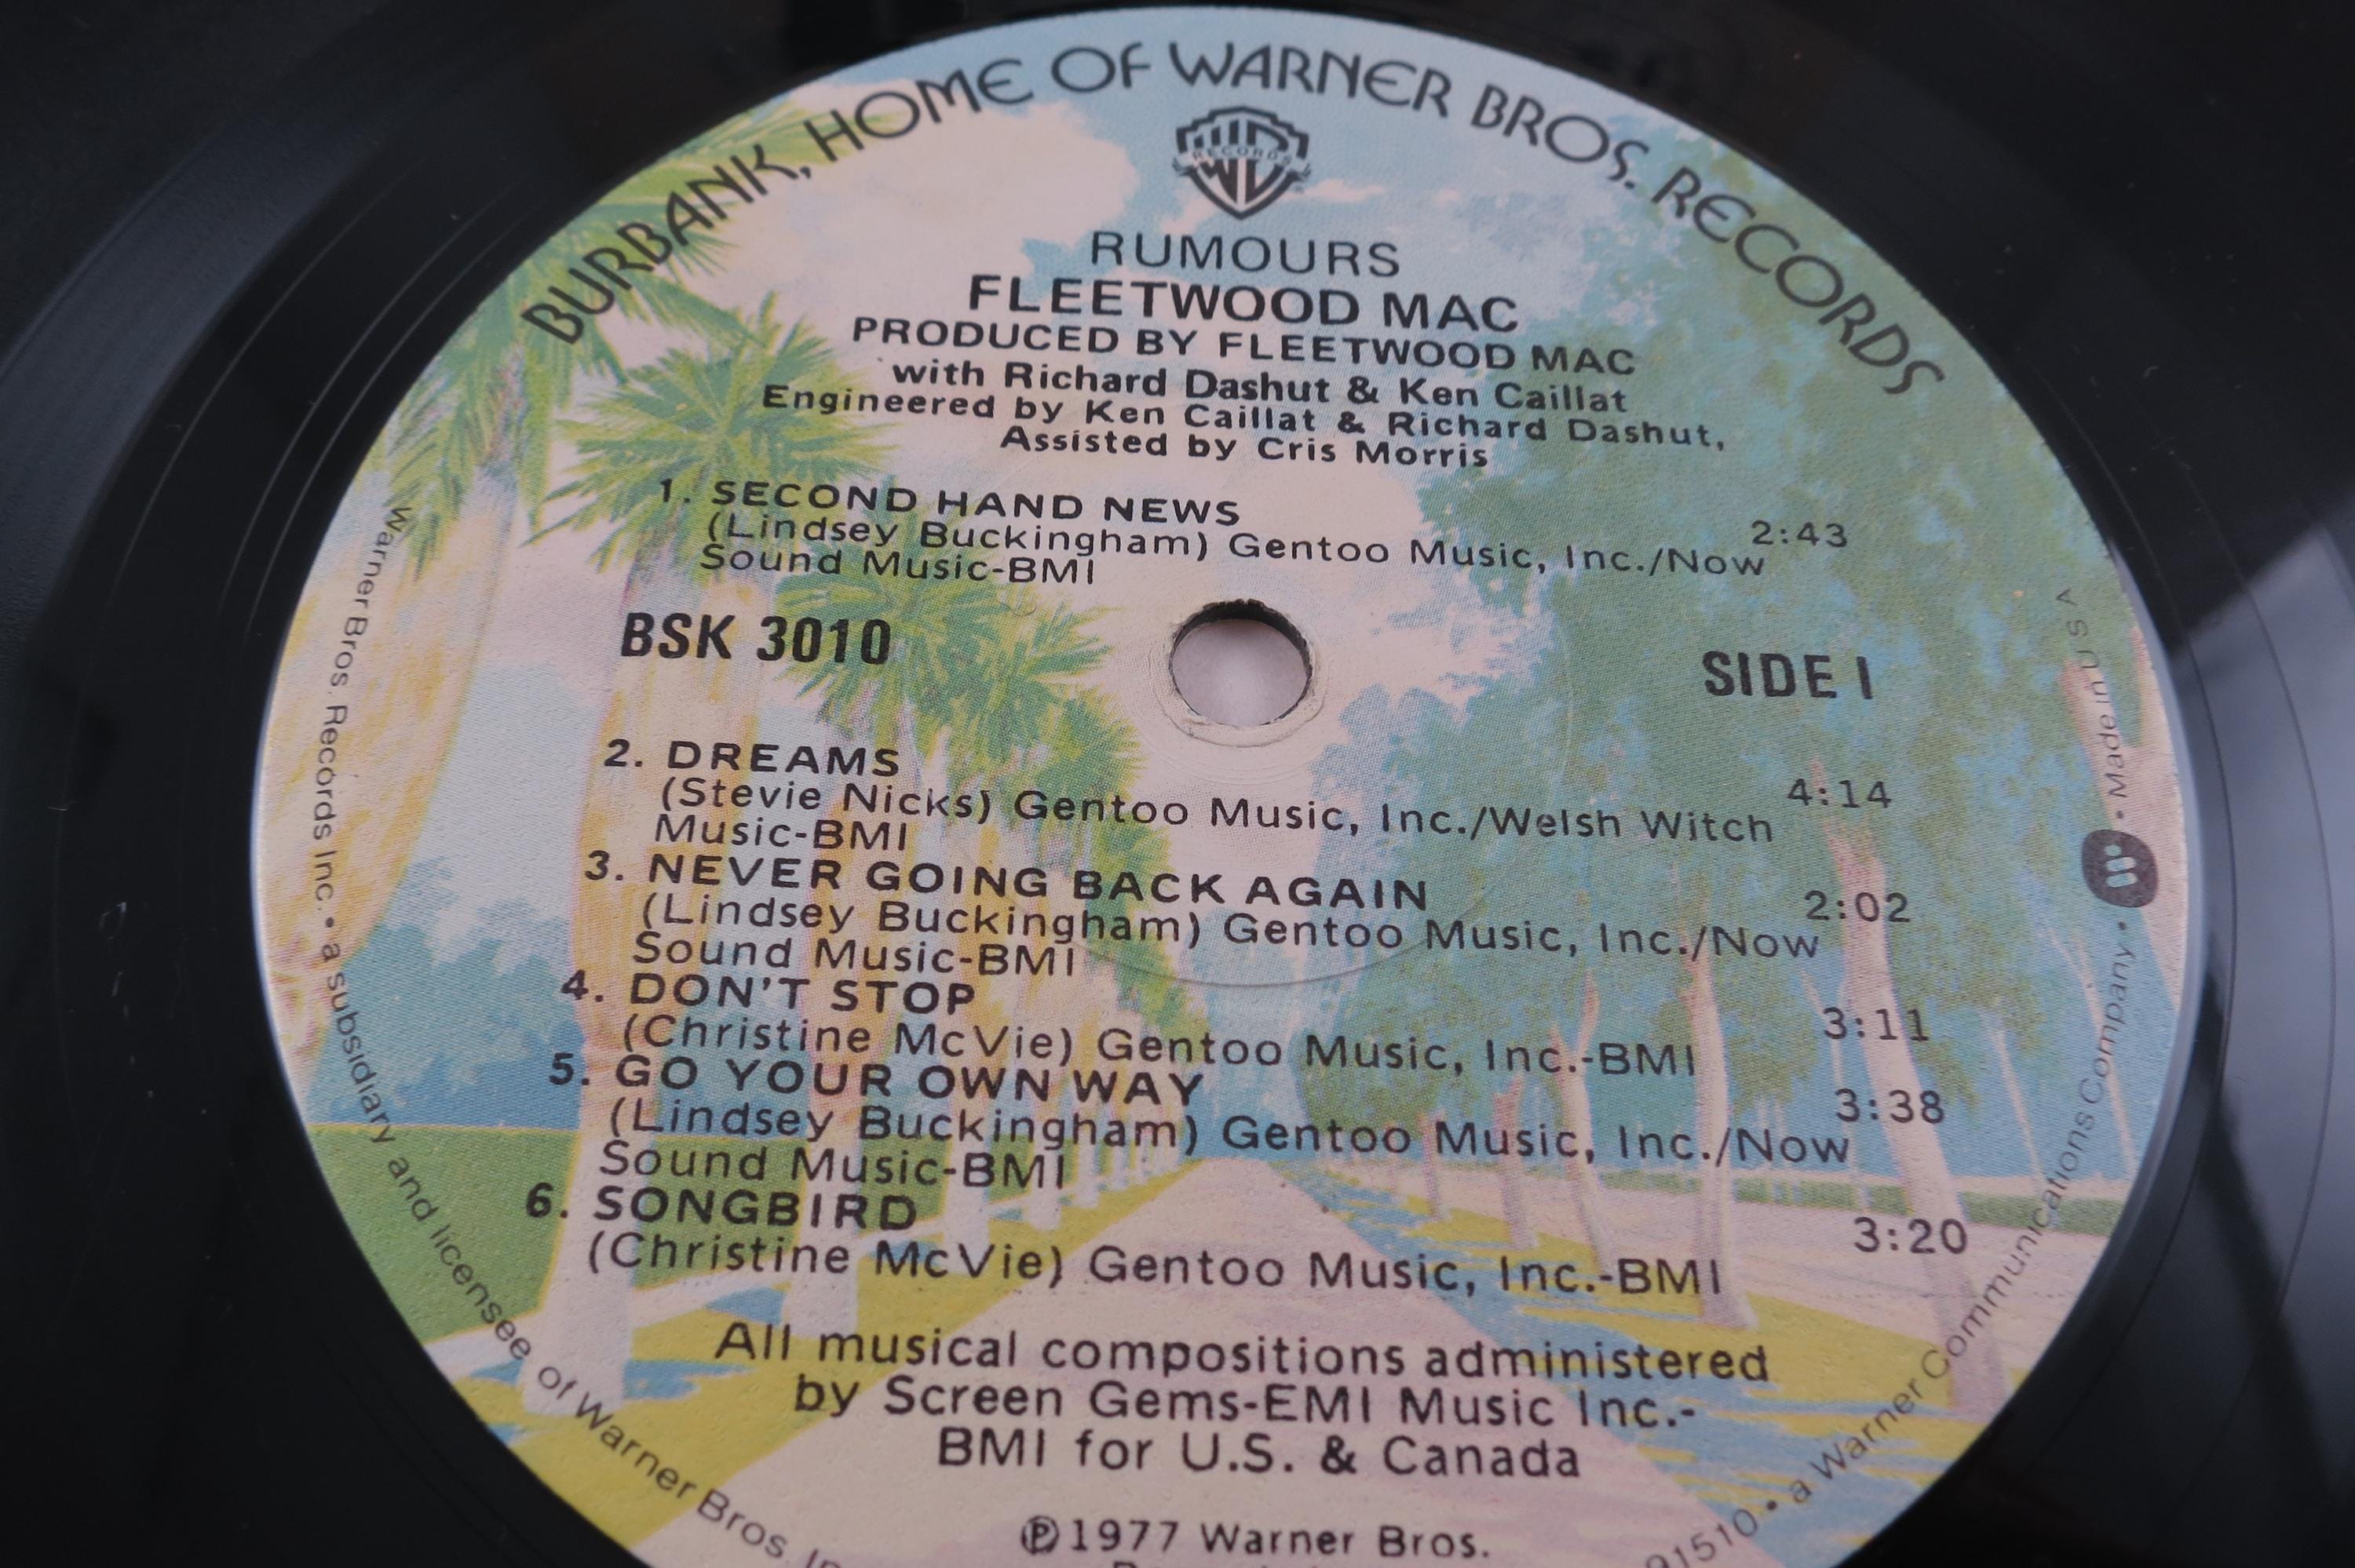 BURBANK, HOME OF WARNER BROS. RECORDS
RECORDS
RUMOURS
FLEETWOOD MAC
PRODUCED BY FLEETWOOD MAC
with Richard Dashut & Ken Caillat
Engineered by Ken Caillat & Richard Dashut,
Assisted by Cris Morris
1. SECOND HAND NEWS 2:43
(Lindsey Buckingham) Gentoo Music, Inc./Now
Sound Music-BMI
BSK 3010
SIDE I
2. DREAMS 4:14
(Stevie Nicks) Gentoo Music, Inc./Welsh Witch
Music-BMI
3. NEVER GOING BACK AGAIN 2:02
(Lindsey Buckingham) Gentoo Music, Inc./Now
Sound Music-BMI
4. DON'T STOP 3:11
(Christine McVie) Gentoo Music, Inc.-BMI
5. GO YOUR OWN WAY 3:38
(Lindsey Buckingham) Gentoo Music, Inc./Now
Sound Music-BMI
6. SONGBIRD 3:20
(Christine McVie) Gentoo Music, Inc.-BMI
All musical compositions administered
by Screen Gems-EMI Music Inc.-
BMI for U.S. & Canada
Ⓟ1977 Warner Bros.
Warner Bros. Records Inc. • a subsidiary and licensee of Warner Bros.
91510 • a Warner Communications Company • • Made in U S A